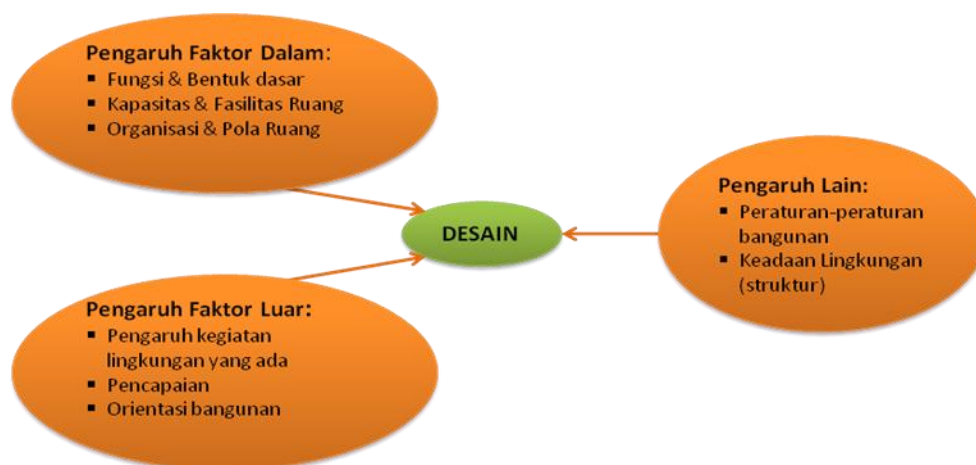 Pengaruh Faktor Dalam:
▪ Fungsi & Bentuk dasar
▪ Kapasitas & Fasilitas Ruang
▪ Organisasi & Pola Ruang
DESAIN
Pengaruh Lain:
▪ Peraturan-peraturan
bangunan
▪ Keadaan Lingkungan
(struktur)
Pengaruh Faktor Luar:
▪ Pengaruh kegiatan
lingkungan yang ada
▪ Pencapaian
▪ Orientasi bangunan